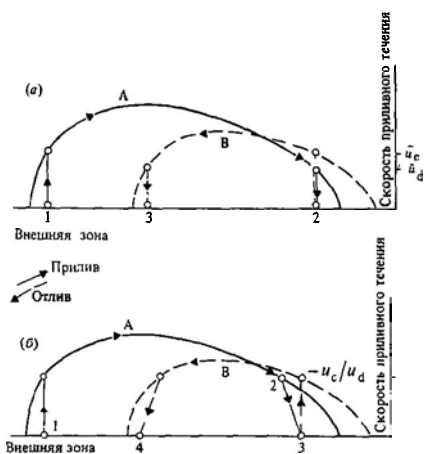 (а)
A
B
Скорость приливного течения
u_e
u_d
1
3
2
Внешняя зона
Прилив
Отлив
(б)
A
B
2
u_c/u_d
Скорость приливного течения
1
4
3
Внешняя зона